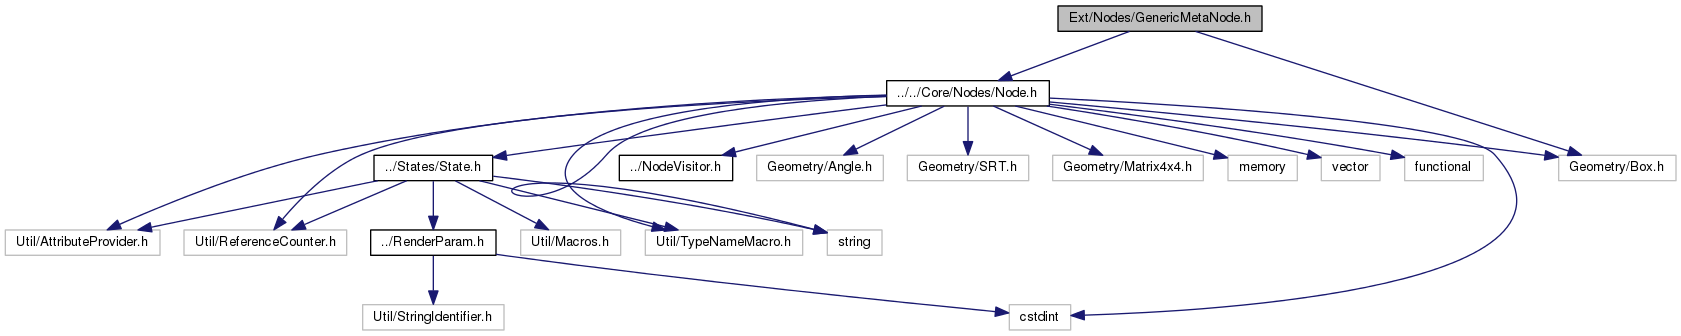 Ext/Nodes/GenericMetaNode.h
../../Core/Nodes/Node.h
../States/State.h
../NodeVisitor.h
Geometry/Angle.h
Geometry/SRT.h
Geometry/Matrix4x4.h
memory
vector
functional
Geometry/Box.h
Util/AttributeProvider.h
Util/ReferenceCounter.h
../RenderParam.h
Util/Macros.h
Util/TypeNameMacro.h
string
Util/StringIdentifier.h
cstdint